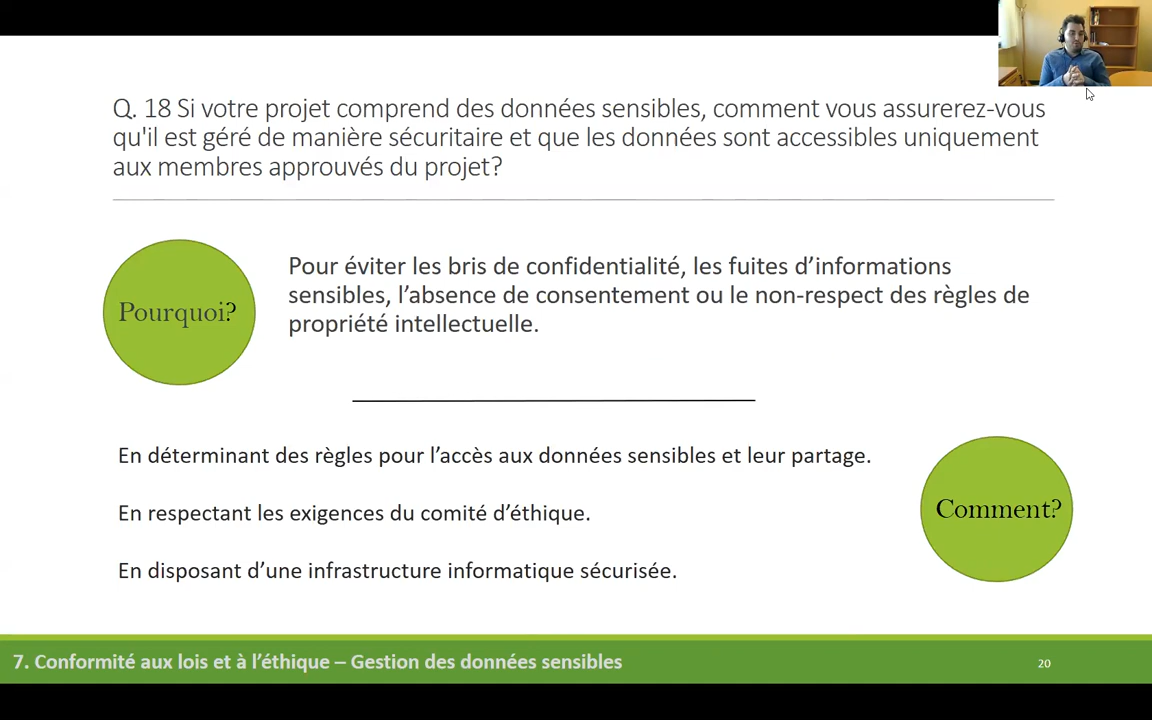 Q. 18 Si votre projet comprend des données sensibles, comment vous assurerez-vous
qu'il est géré de manière sécuritaire et que les données sont accessibles uniquement
aux membres approuvés du projet?
Pourquoi?
Pour éviter les bris de confidentialité, les fuites d’informations
sensibles, l’absence de consentement ou le non-respect des règles de
propriété intellectuelle.
En déterminant des règles pour l’accès aux données sensibles et leur partage.
En respectant les exigences du comité d’éthique.
Comment?
En disposant d’une infrastructure informatique sécurisée.
7. Conformité aux lois et à l’éthique – Gestion des données sensibles
20